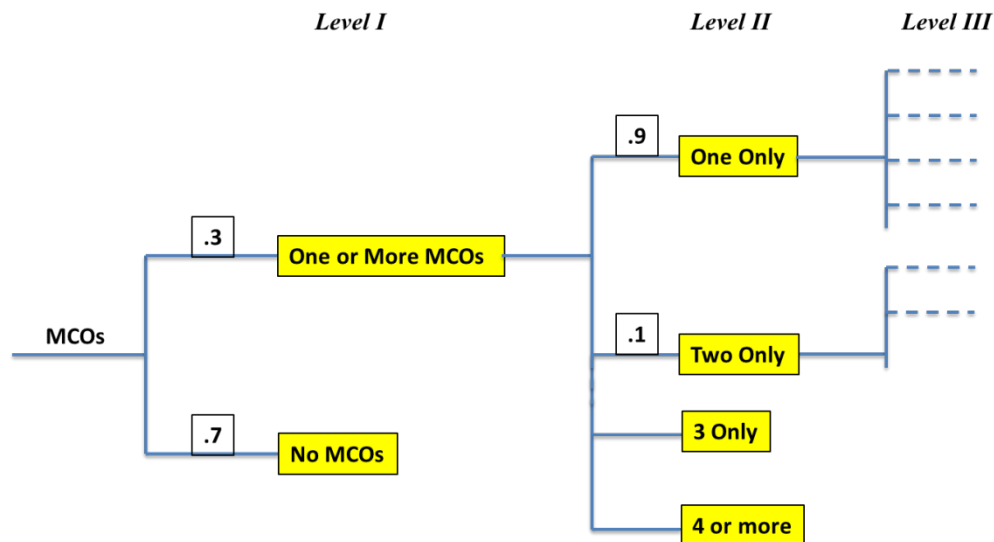 Level I
Level II
Level III
.9
One Only
.3
One or More MCOs
MCOs
.1
Two Only
.7
No MCOs
3 Only
4 or more